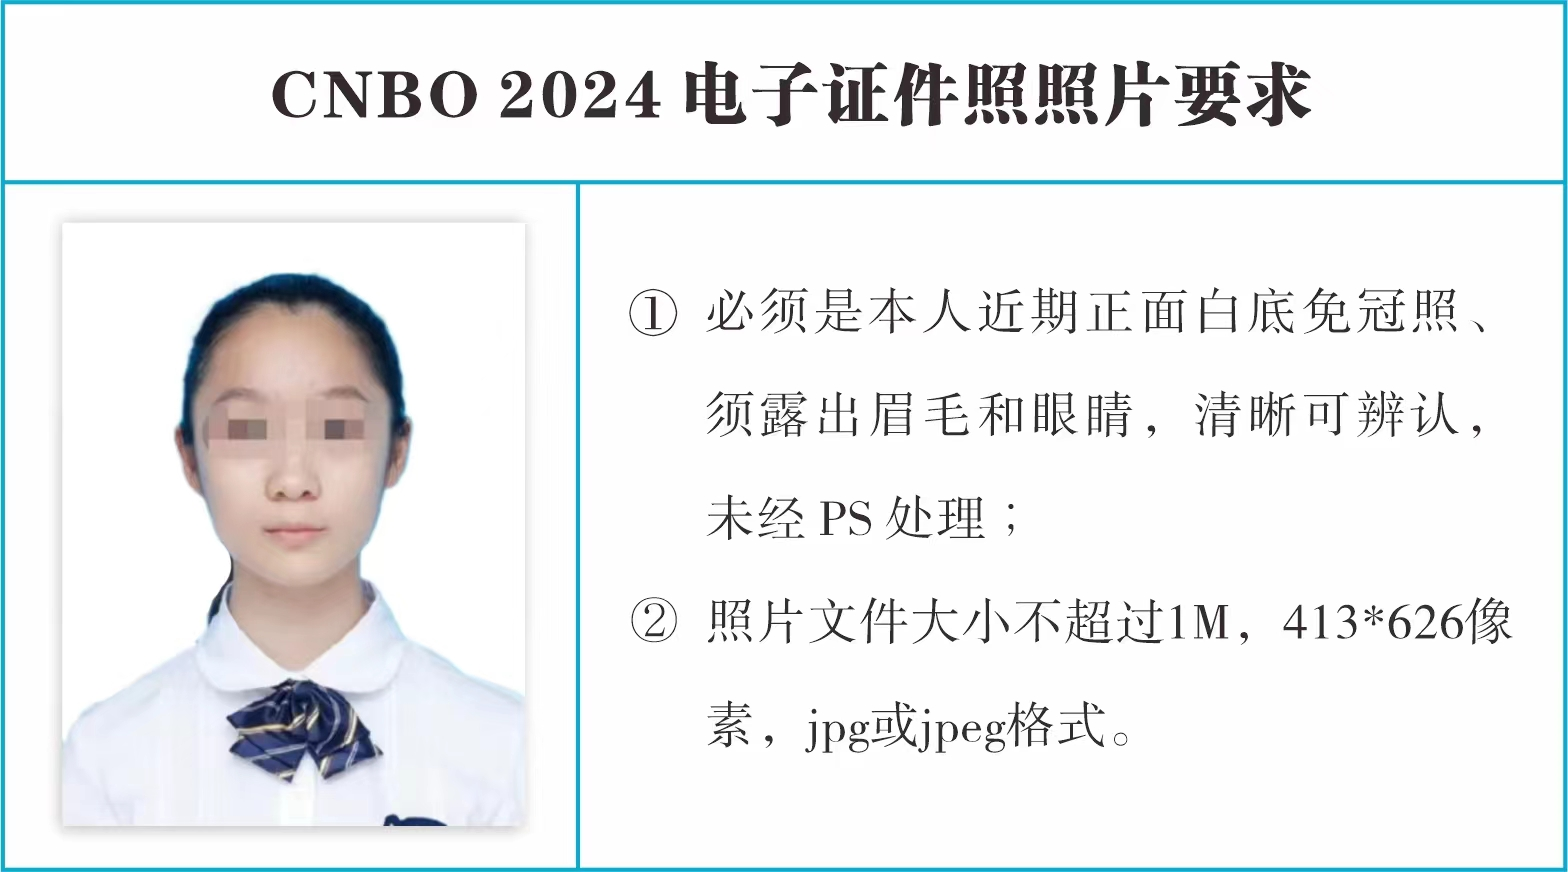 CNBO 2024 电子证件照照片要求
① 必须是本人近期正面白底免冠照、
须露出眉毛和眼睛，清晰可辨认，
未经 PS 处理；
② 照片文件大小不超过1M，413*626像
素，jpg或jpeg格式。